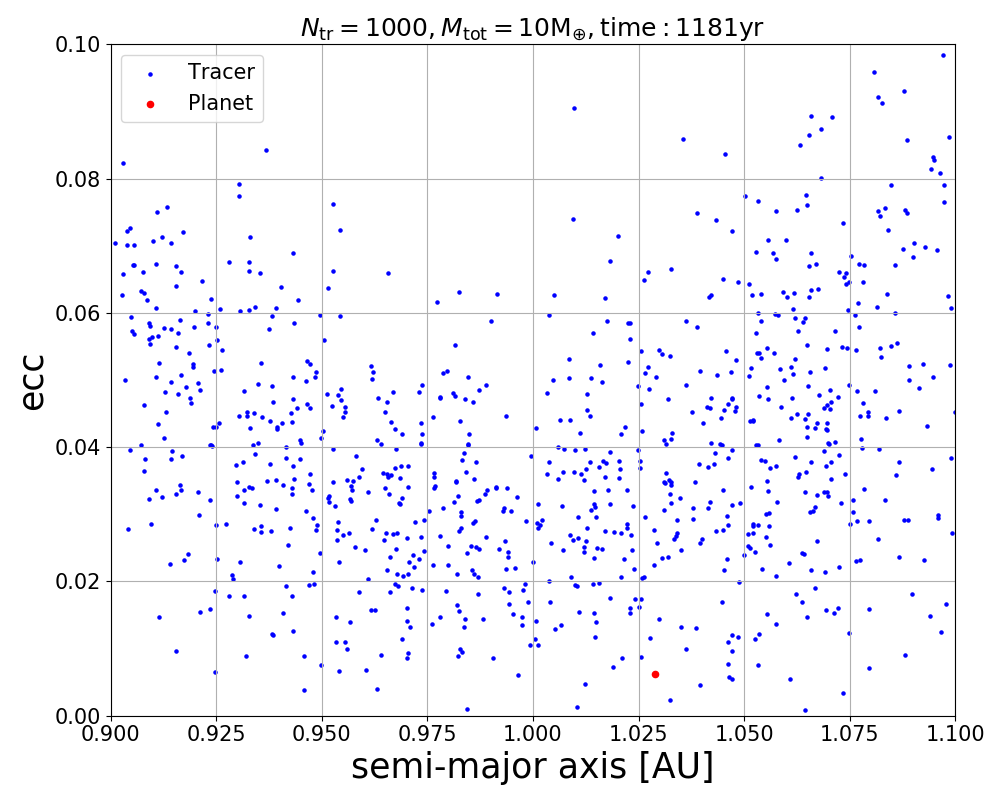 N_tr = 1000, M_tot = 10M_⊕, time : 1181yr
Tracer
Planet
ecc
0.10
0.08
0.06
0.04
0.02
0.00
0.900 0.925 0.950 0.975 1.000 1.025 1.050 1.075 1.100
semi-major axis [AU]